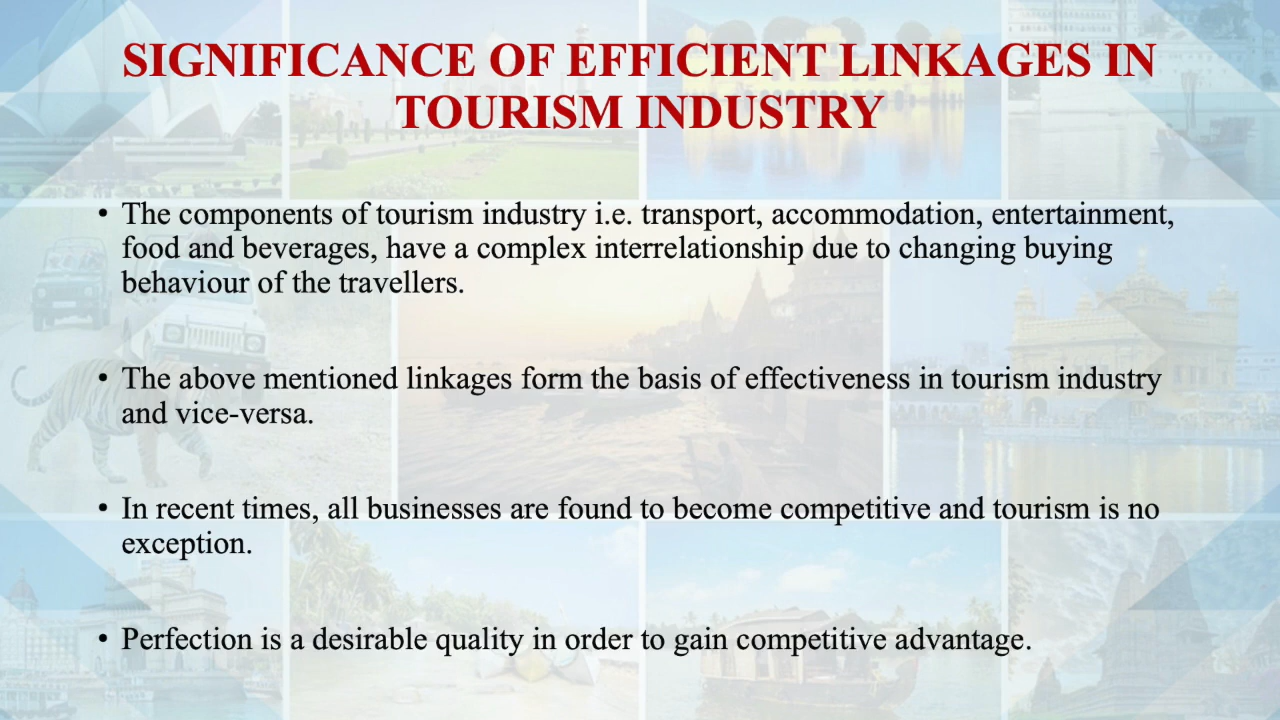 SIGNIFICANCE OF EFFICIENT LINKAGES IN
TOURISM INDUSTRY
• The components of tourism industry i.e. transport, accommodation, entertainment,
food and beverages, have a complex interrelationship due to changing buying
behaviour of the travellers.
• The above mentioned linkages form the basis of effectiveness in tourism industry
and vice-versa.
• In recent times, all businesses are found to become competitive and tourism is no
exception.
• Perfection is a desirable quality in order to gain competitive advantage.